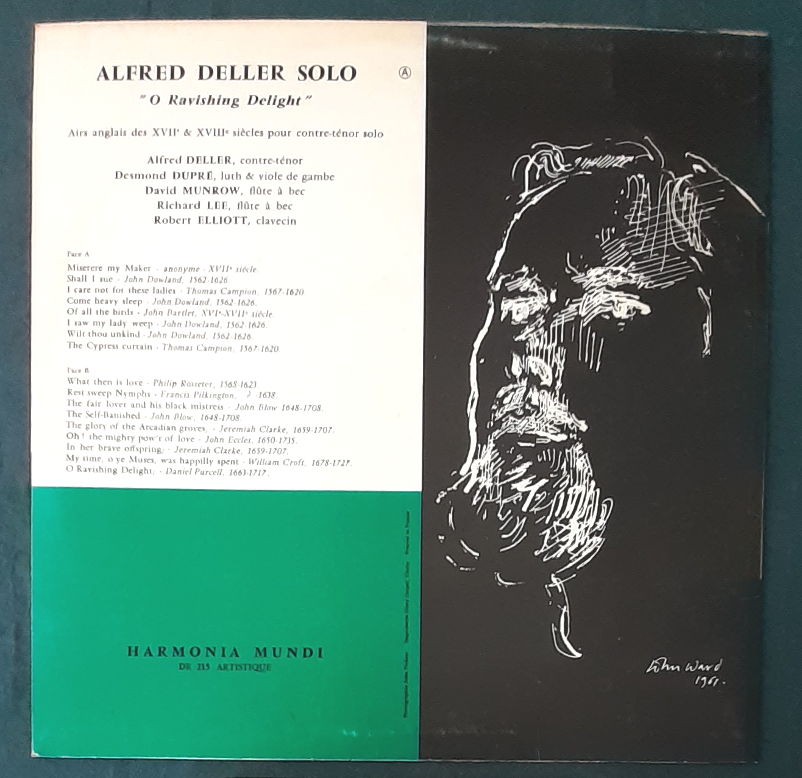 ALFRED DELLER SOLO
Ⓐ
"O Ravishing Delight"
Airs anglais des XVIIᵉ & XVIIIᵉ siècles pour contre-ténor solo
Alfred DELLER, contre-ténor
Desmond DUPRÉ, luth & viole de gambe
David MUNROW, flûte à bec
Richard LEE, flûte à bec
Robert ELLIOTT, clavecin
Face A
Miserere my Maker - anonyme - XVIIᵉ siècle.
Shall I sue - John Dowland, 1562-1626
I care not for these ladies - Thomas Campion, 1567-1620.
Come heavy sleep - John Dowland, 1562-1626.
Of all the birds - John Bartlet, XVIᵉ-XVIIᵉ siècle.
I saw my lady weep - John Dowland, 1562-1626.
Wilt thou unkind - John Dowland, 1562-1626.
The Cypress curtain - Thomas Campion, 1567-1620.
Face B
What then is love - Philip Rosseter, 1568-1623.
Rest sweep Nymphs - Francis Pilkington, ? -1638.
The fair lover and his black mistress - John Blow 1648-1708.
The Self-Banished - John Blow, 1648-1708.
The glory of the Arcadian groves, - Jeremiah Clarke, 1659-1707.
Oh ! the mighty pow'r of love - John Eccles, 1650-1735.
In her brave offspring, - Jeremiah Clarke, 1659-1707.
My time, o ye Muses, was happilly spent - William Croft, 1678-1727.
O Ravishing Delight, - Daniel Purcell, 1663-1717.
HARMONIA MUNDI
DR 215 ARTISTIQUE
John Ward
1961.